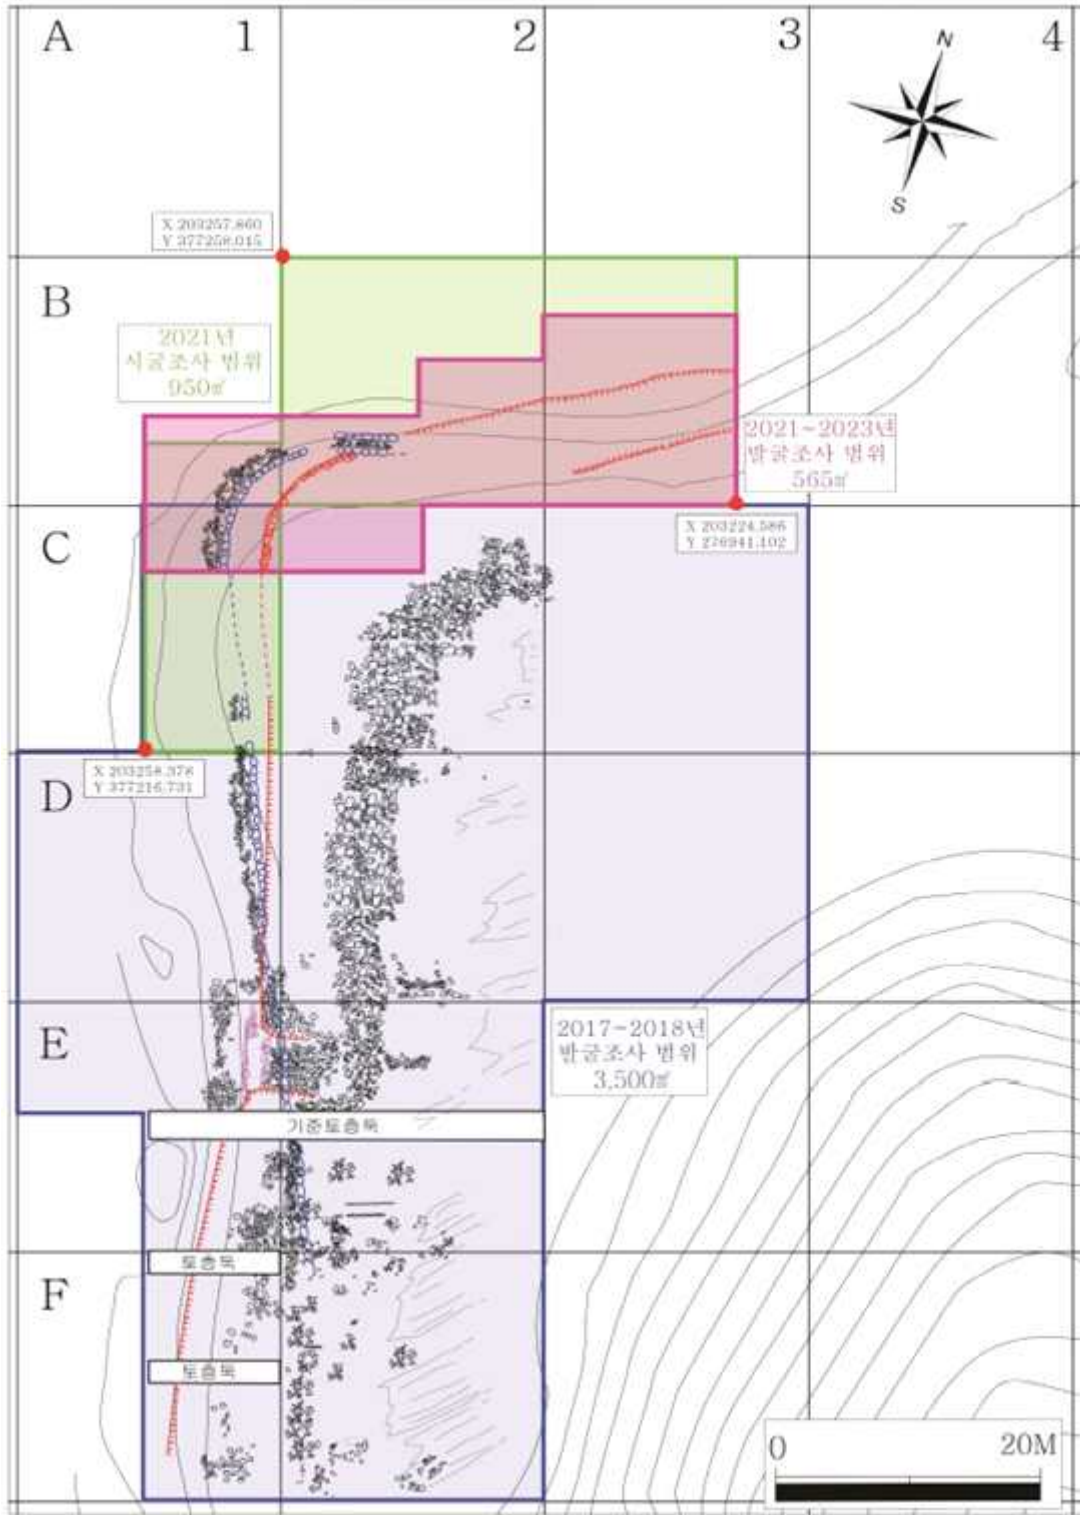 A 1 2 3 4
N
S
X 203257.860
Y 377258.015
B
2021년
시굴조사 범위
950㎡
2021~2023년
발굴조사 범위
565㎡
C
X 203224.586
Y 276941.102
X 203258.378
Y 377216.731
D
E
2017~2018년
발굴조사 범위
3,500㎡
기준토층둑
토층둑
F
토층둑
0 20M